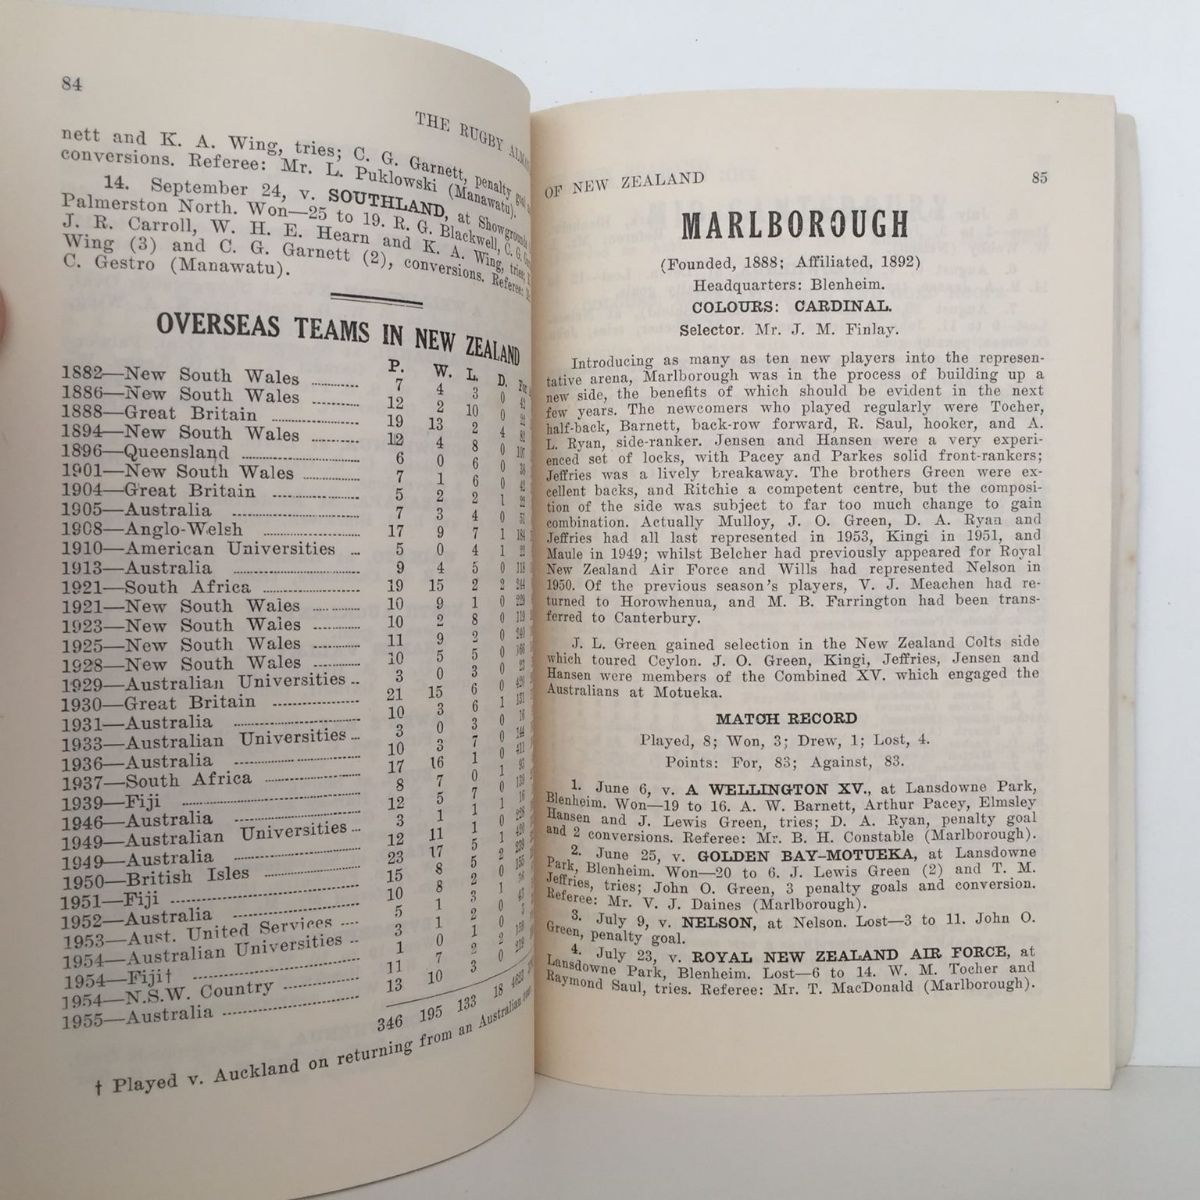 84
THE RUGBY
nett and K. A. Wing, tries; C. G. Garnett, penalty goal
conversions. Referee: Mr. L. Puklowski (Manawatu).
14. September 24, v. SOUTHLAND, at Showgrounds
Palmerston North. Won—25 to 19. R. G. Blackwell, C. G.
J. R. Carroll, W. H. E. Hearn and K. A. Wing, tries;
Wing (3) and C. G. Garnett (2), conversions. Referee:
C. Gestro (Manawatu).
OVERSEAS TEAMS IN NEW ZEALAND
P. W. L. D. For
1882—New South Wales 7 4 3 0
1886—New South Wales 12 2 10 0
1888—Great Britain 19 13 2 4
1894—New South Wales 12 4 8 0
1896—Queensland 6 0 6 0
1901—New South Wales 7 1 6 0
1904—Great Britain 5 2 2 1
1905—Australia 7 3 4 0
1908—Anglo-Welsh 17 9 7 1
1910—American Universities 5 0 4 1
1913—Australia 9 4 5 0
1921—South Africa 19 15 2 2
1921—New South Wales 10 9 1 0
1923—New South Wales 10 2 8 0
1925—New South Wales 11 9 2 0
1928—New South Wales 10 5 5 0
1929—Australian Universities 3 0 3 0
1930—Great Britain 21 15 6 0
1931—Australia 10 3 6 1
1933—Australian Universities 3 0 3 0
1936—Australia 10 3 7 0
1937—South Africa 17 16 1 0
1939—Fiji 8 7 0 1
1946—Australia 12 5 7 0
1949—Australian Universities 3 1 1 1
1949—Australia 12 11 1 0
1950—British Isles 23 17 5 1
1951—Fiji 15 8 5 2
1952—Australia 10 8 2 0
1953—Aust. United Services 5 1 3 1
1954—Australian Universities 3 1 2 0
1954—Fiji† 1 0 1 0
1954—N.S.W. Country 11 7 2 2
1955—Australia 13 10 3 0
346 195 133 18
† Played v. Auckland on returning from an Australian
OF NEW ZEALAND 85
MARLBOROUGH
(Founded, 1888; Affiliated, 1892)
Headquarters: Blenheim.
COLOURS: CARDINAL.
Selector. Mr. J. M. Finlay.
Introducing as many as ten new players into the represen-
tative arena, Marlborough was in the process of building up a
new side, the benefits of which should be evident in the next
few years. The newcomers who played regularly were Tocher,
half-back, Barnett, back-row forward, R. Saul, hooker, and A.
L. Ryan, side-ranker. Jensen and Hansen were a very experi-
enced set of locks, with Pacey and Parkes solid front-rankers;
Jeffries was a lively breakaway. The brothers Green were ex-
cellent backs, and Ritchie a competent centre, but the composi-
tion of the side was subject to far too much change to gain
combination. Actually Mulloy, J. O. Green, D. A. Ryan and
Jeffries had all last represented in 1953, Kingi in 1951, and
Maule in 1949; whilst Belcher had previously appeared for Royal
New Zealand Air Force and Wills had represented Nelson in
1950. Of the previous season's players, V. J. Meachen had re-
turned to Horowhenua, and M. B. Farrington had been trans-
ferred to Canterbury.
J. L. Green gained selection in the New Zealand Colts side
which toured Ceylon. J. O. Green, Kingi, Jeffries, Jensen and
Hansen were members of the Combined XV. which engaged the
Australians at Motueka.
MATCH RECORD
Played, 8; Won, 3; Drew, 1; Lost, 4.
Points: For, 83; Against, 83.
1. June 6, v. A WELLINGTON XV., at Lansdowne Park,
Blenheim. Won—19 to 16. A. W. Barnett, Arthur Pacey, Elmsley
Hansen and J. Lewis Green, tries; D. A. Ryan, penalty goal
and 2 conversions. Referee: Mr. B. H. Constable (Marlborough).
2. June 25, v. GOLDEN BAY-MOTUEKA, at Lansdowne
Park, Blenheim. Won—20 to 6. J. Lewis Green (2) and T. M.
Jeffries, tries; John O. Green, 3 penalty goals and conversion.
Referee: Mr. V. J. Daines (Marlborough).
3. July 9, v. NELSON, at Nelson. Lost—3 to 11. John O.
Green, penalty goal.
4. July 23, v. ROYAL NEW ZEALAND AIR FORCE, at
Lansdowne Park, Blenheim. Lost—6 to 14. W. M. Tocher and
Raymond Saul, tries. Referee: Mr. T. MacDonald (Marlborough).